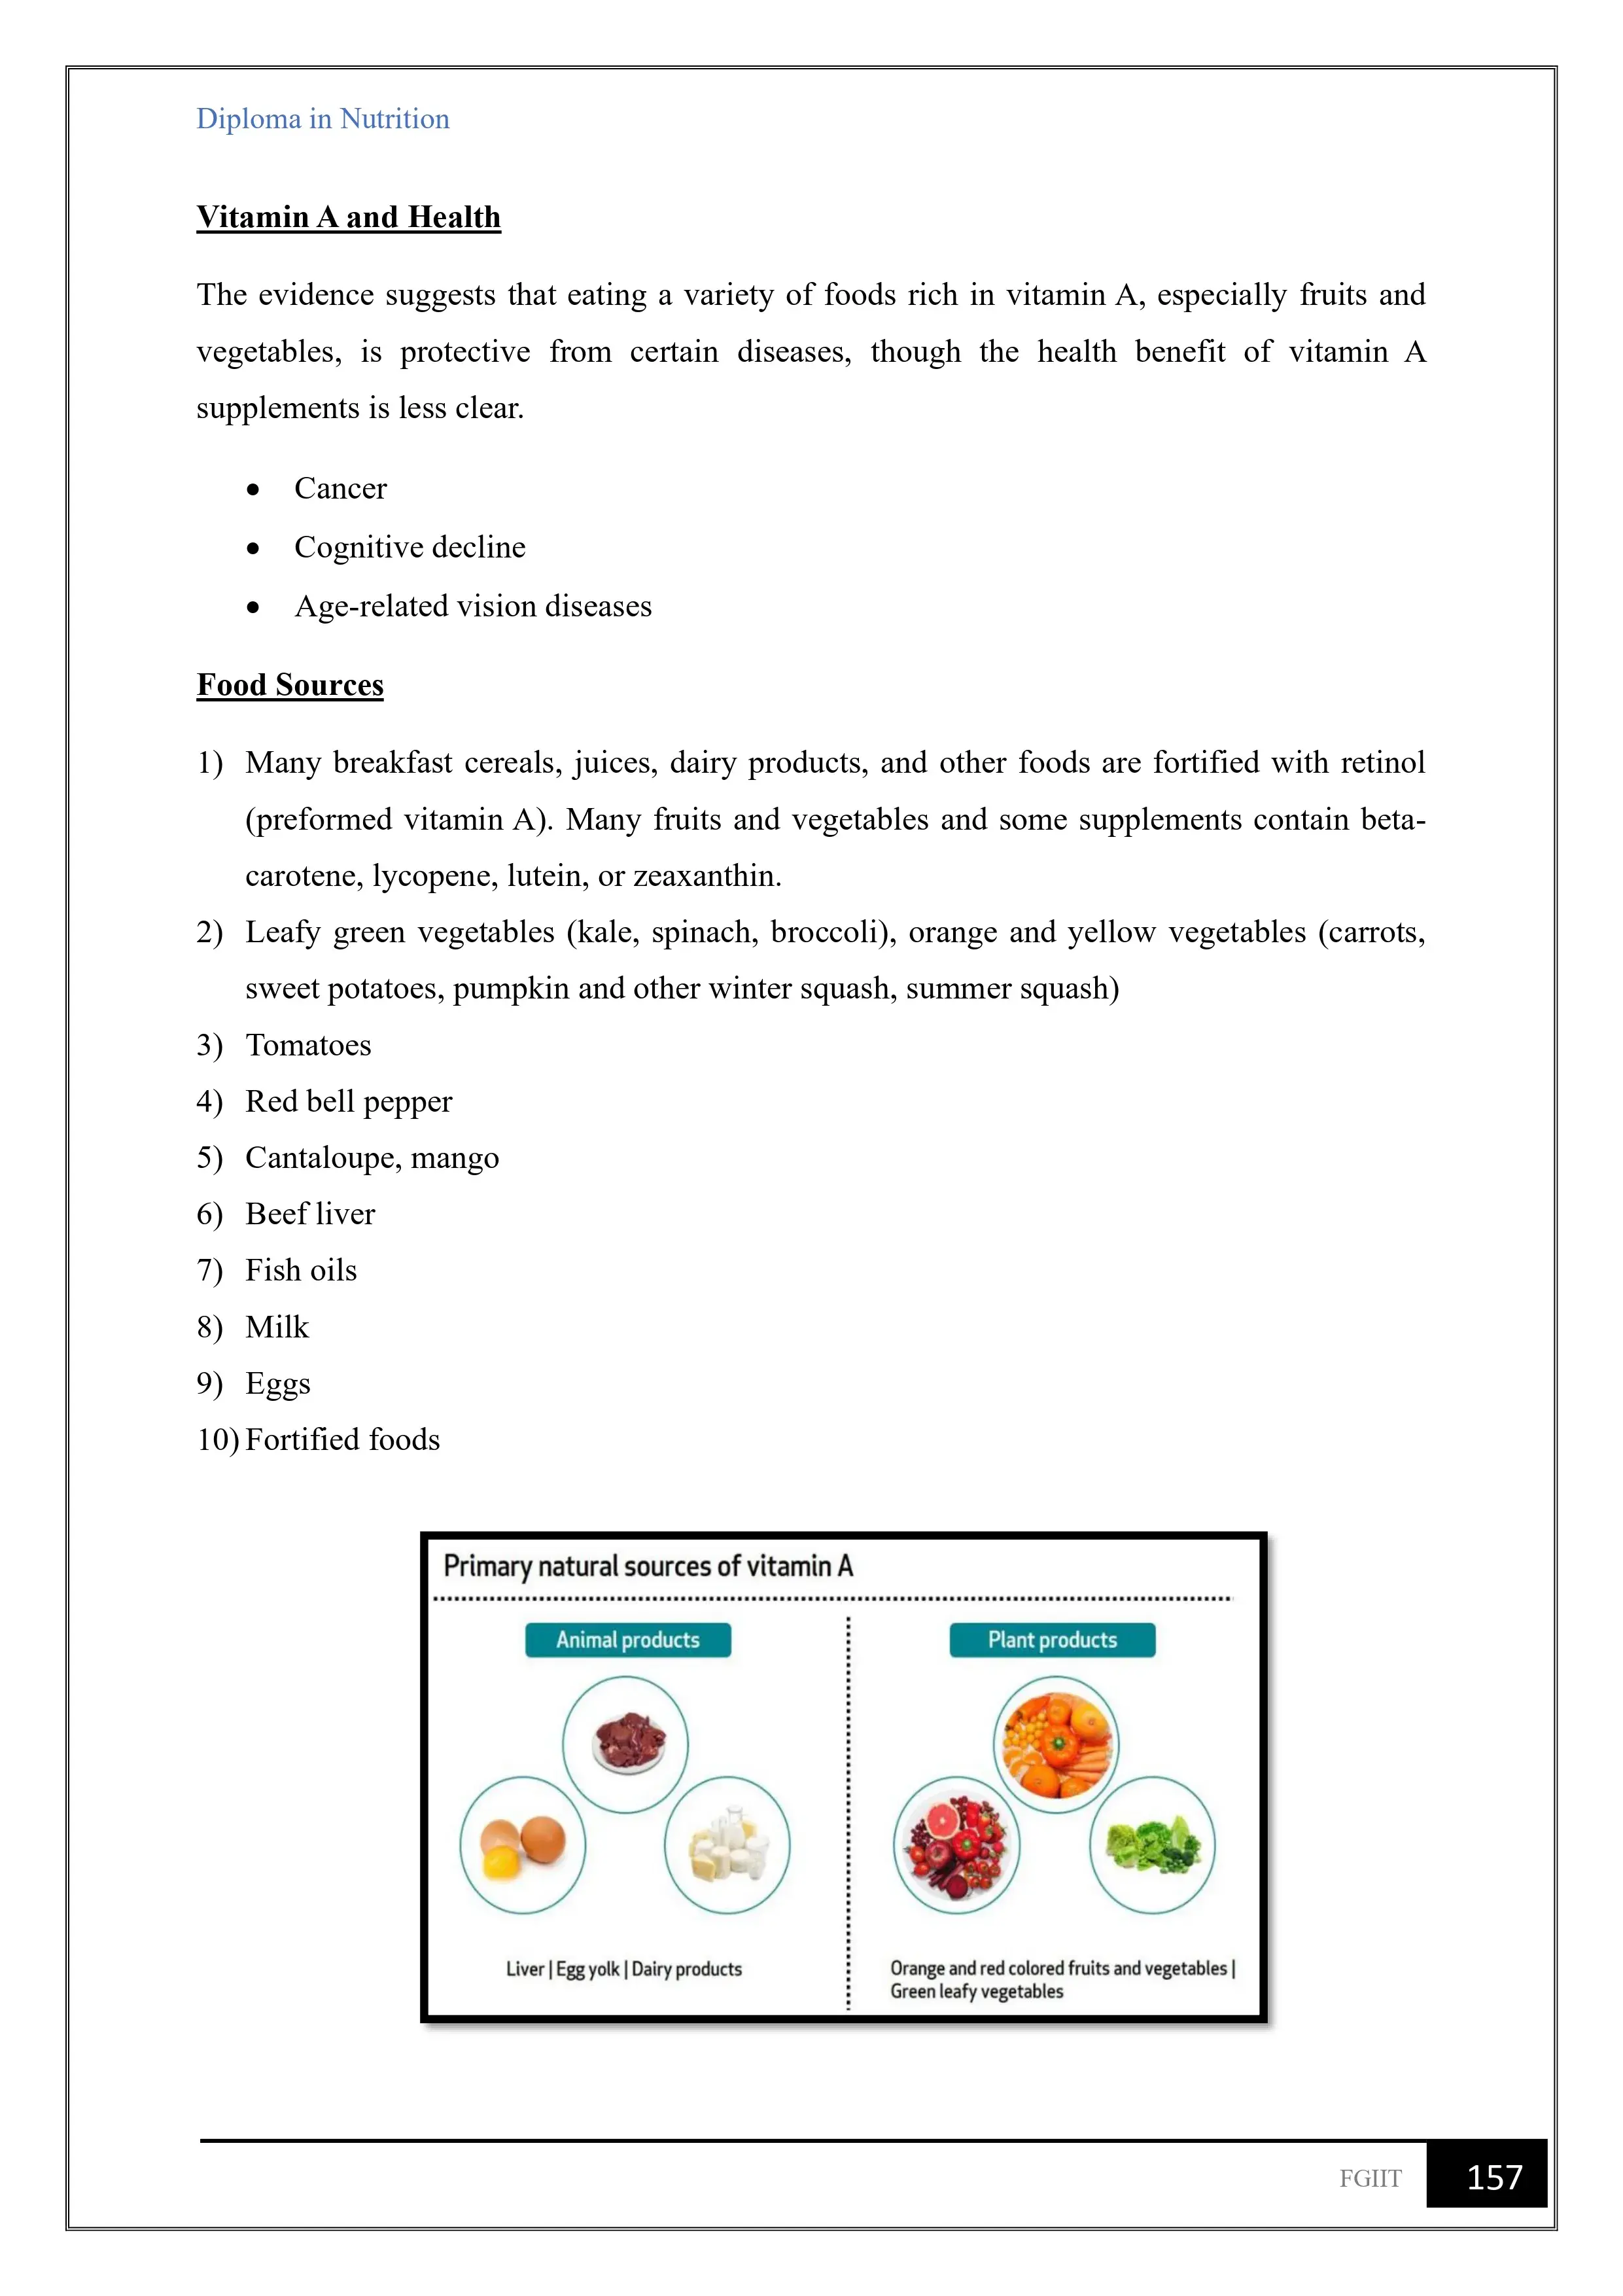 Diploma in Nutrition
Vitamin A and Health
The evidence suggests that eating a variety of foods rich in vitamin A, especially fruits and
vegetables, is protective from certain diseases, though the health benefit of vitamin A
supplements is less clear.
• Cancer
• Cognitive decline
• Age-related vision diseases
Food Sources
1) Many breakfast cereals, juices, dairy products, and other foods are fortified with retinol
(preformed vitamin A). Many fruits and vegetables and some supplements contain beta-
carotene, lycopene, lutein, or zeaxanthin.
2) Leafy green vegetables (kale, spinach, broccoli), orange and yellow vegetables (carrots,
sweet potatoes, pumpkin and other winter squash, summer squash)
3) Tomatoes
4) Red bell pepper
5) Cantaloupe, mango
6) Beef liver
7) Fish oils
8) Milk
9) Eggs
10) Fortified foods
Primary natural sources of vitamin A
Animal products
Liver | Egg yolk | Dairy products
Plant products
Orange and red colored fruits and vegetables |
Green leafy vegetables
FGIIT 157